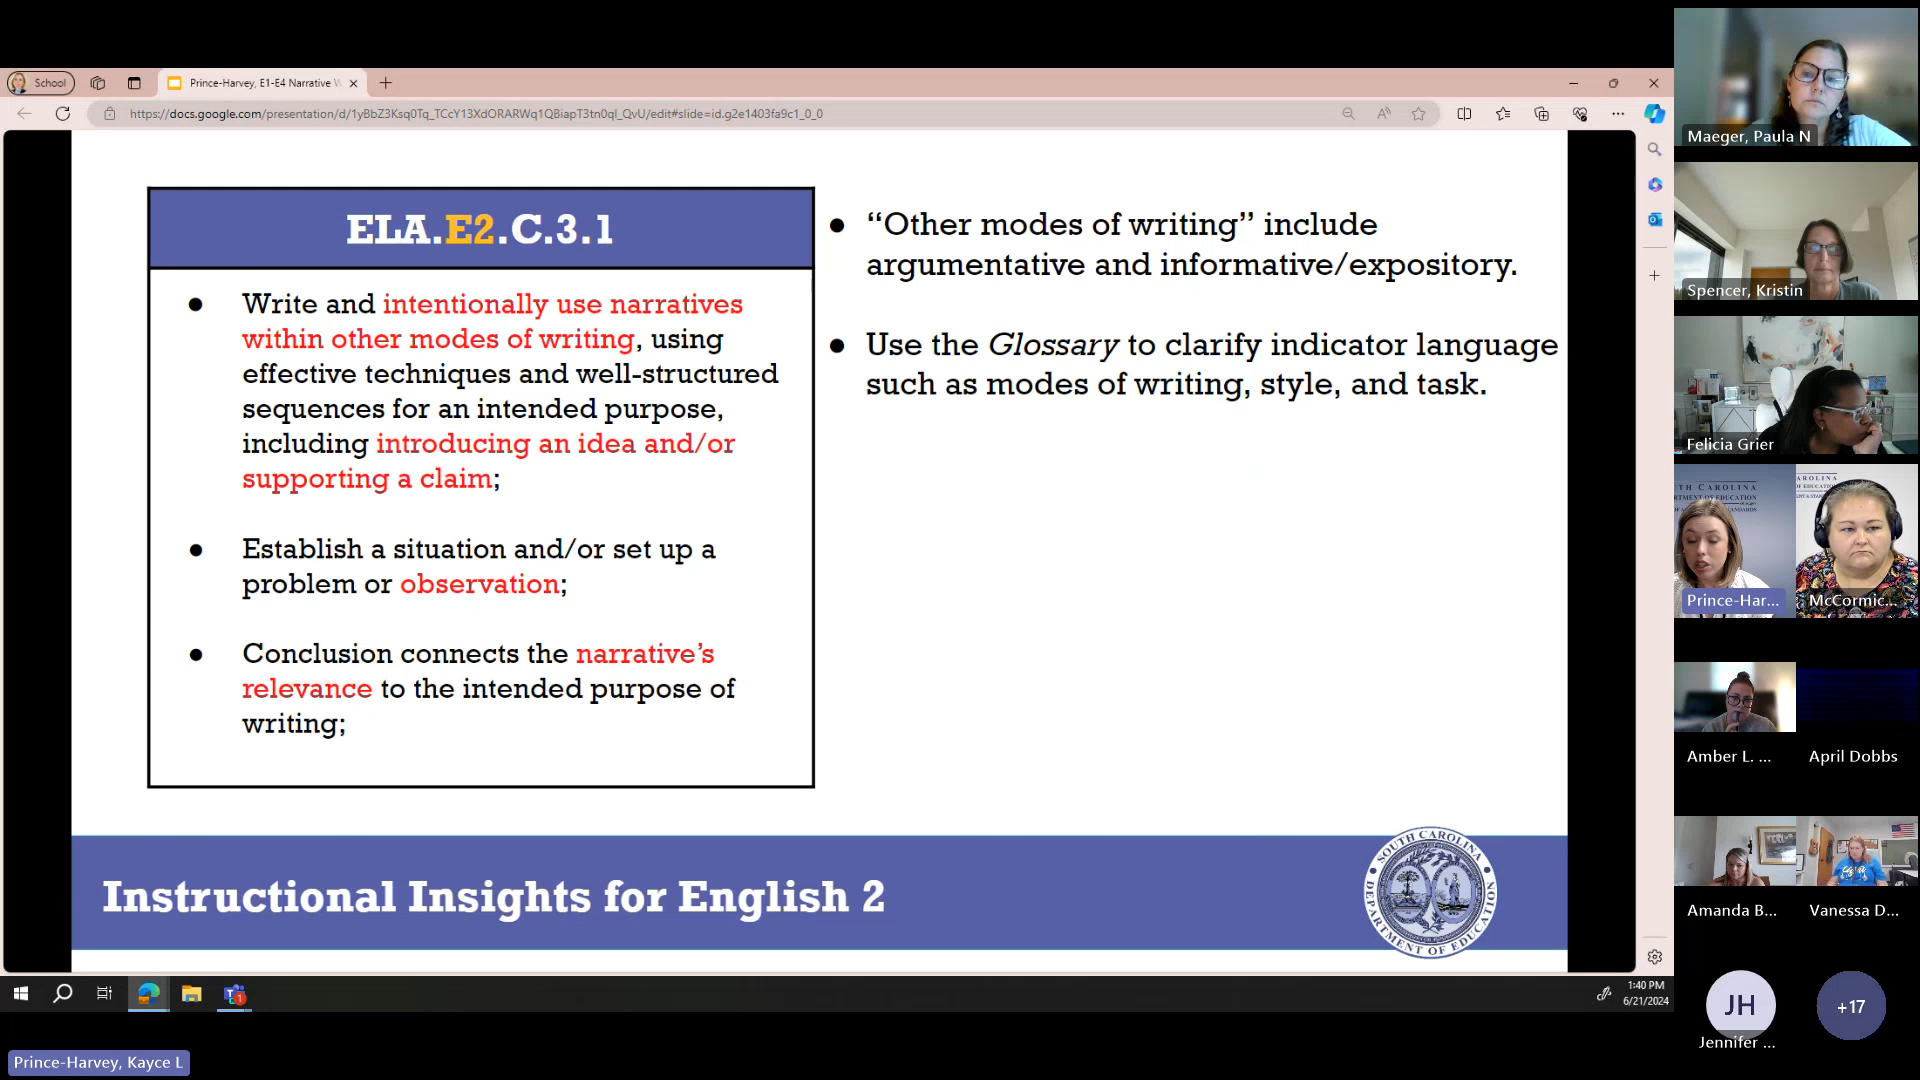 School
Prince-Harvey, E1-E4 Narrative W
https://docs.google.com/presentation/d/1yBbZ3Ksq0Tq_TCcY13XdORARWq1QBiapT3tn0ql_QvU/edit#slide=id.g2e1403fa9c1_0_0
ELA.E2.C.3.1
● Write and intentionally use narratives
within other modes of writing, using
effective techniques and well-structured
sequences for an intended purpose,
including introducing an idea and/or
supporting a claim;
● Establish a situation and/or set up a
problem or observation;
● Conclusion connects the narrative’s
relevance to the intended purpose of
writing;
● “Other modes of writing” include
argumentative and informative/expository.
● Use the Glossary to clarify indicator language
such as modes of writing, style, and task.
Instructional Insights for English 2
SOUTH CAROLINA
DEPARTMENT OF EDUCATION
1:40 PM
6/21/2024
Prince-Harvey, Kayce L
Maeger, Paula N
Spencer, Kristin
Felicia Grier
Prince-Har...
McCormic...
Amber L. ...
April Dobbs
Amanda B...
Vanessa D...
JH
+17
Jennifer ...